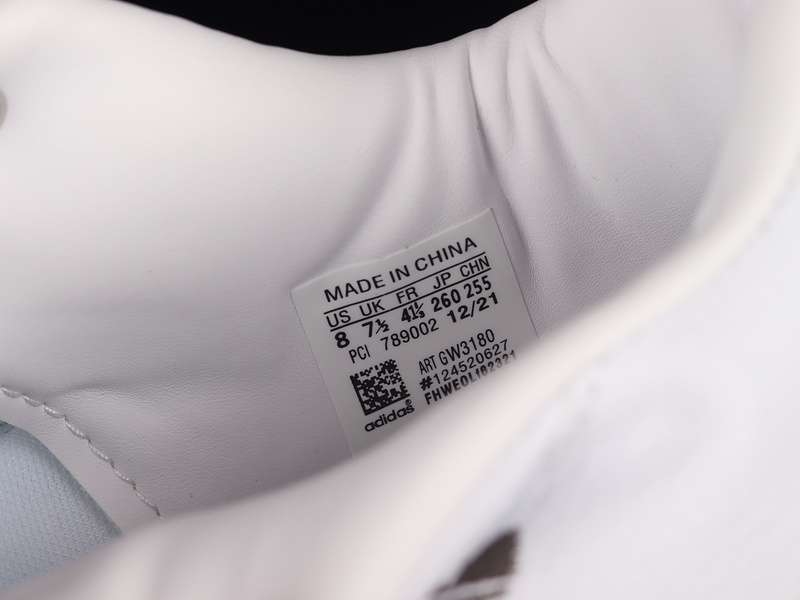 MADE IN CHINA
US UK FR JP CHN
8 7½ 41⅓ 260 255
PCI 789002 12/21
ART GW3180
#124520627
FHWEOL182321
adidas